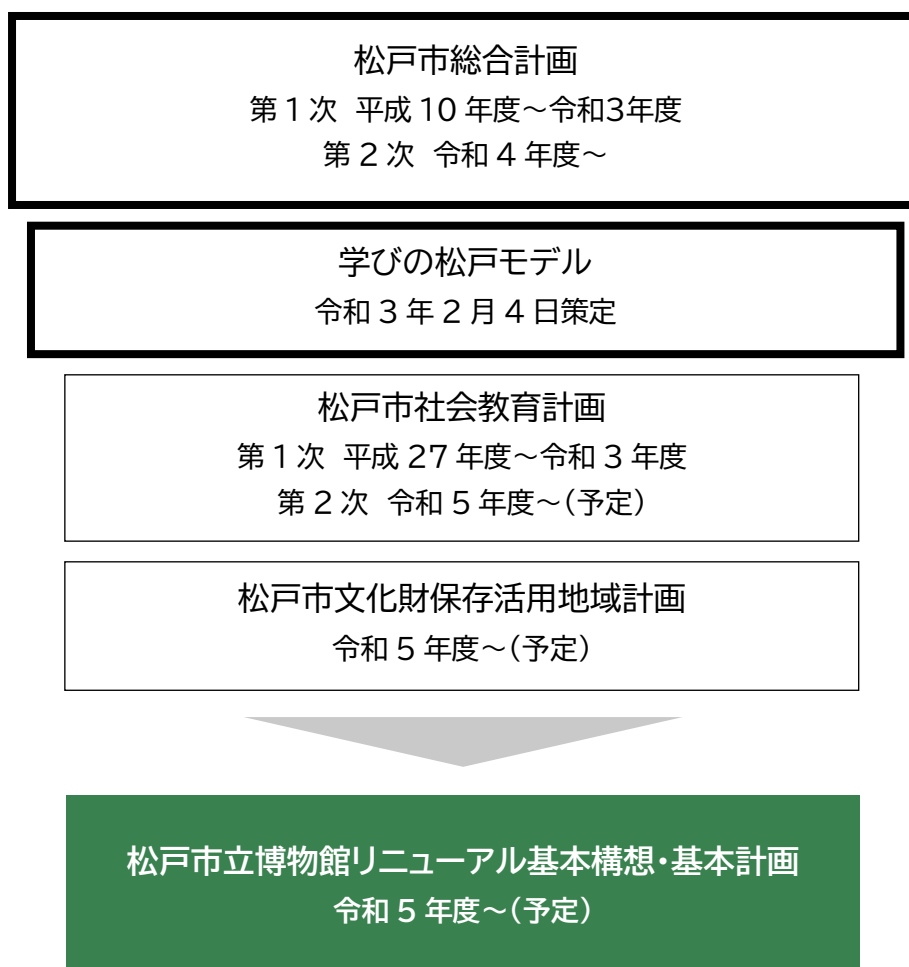 松戸市総合計画
第1次 平成10年度～令和3年度
第2次 令和4年度～
学びの松戸モデル
令和3年2月4日策定
松戸市社会教育計画
第1次 平成27年度～令和3年度
第2次 令和5年度～(予定)
松戸市文化財保存活用地域計画
令和5年度～(予定)
松戸市立博物館リニューアル基本構想・基本計画
令和5年度～(予定)